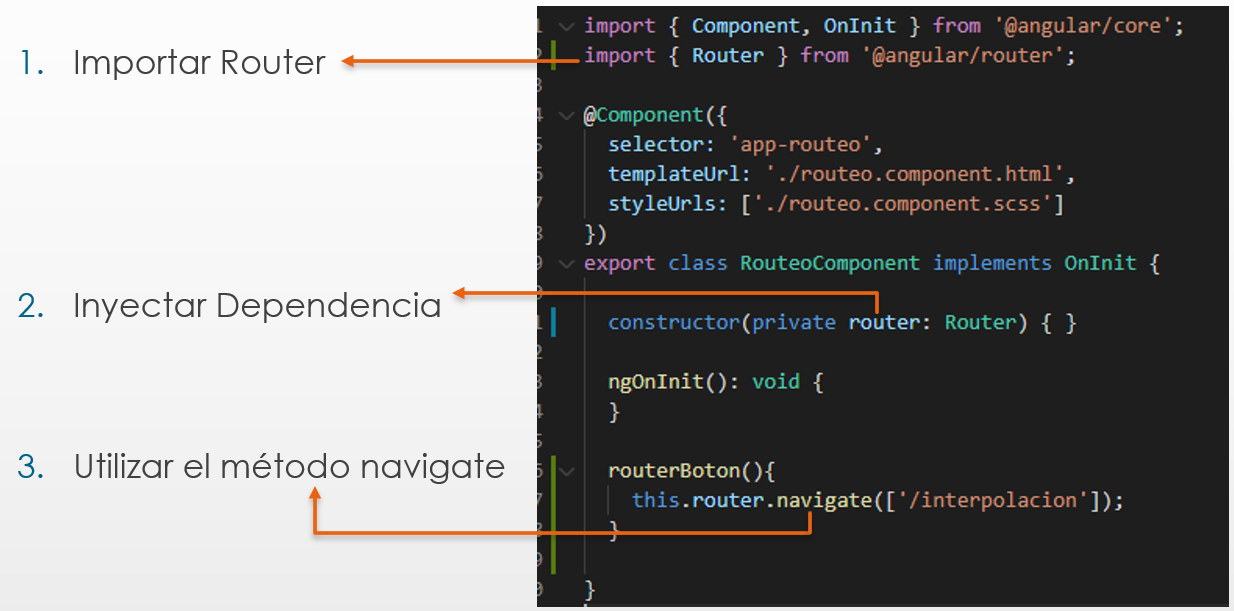 1. Importar Router
2. Inyectar Dependencia
3. Utilizar el método navigate
import { Component, OnInit } from '@angular/core';
import { Router } from '@angular/router';
@Component({
selector: 'app-routeo',
templateUrl: './routeo.component.html',
styleUrls: ['./routeo.component.scss']
})
export class RouteoComponent implements OnInit {
constructor(private router: Router) { }
ngOnInit(): void {
}
routerBoton(){
this.router.navigate(['/interpolacion']);
}
}